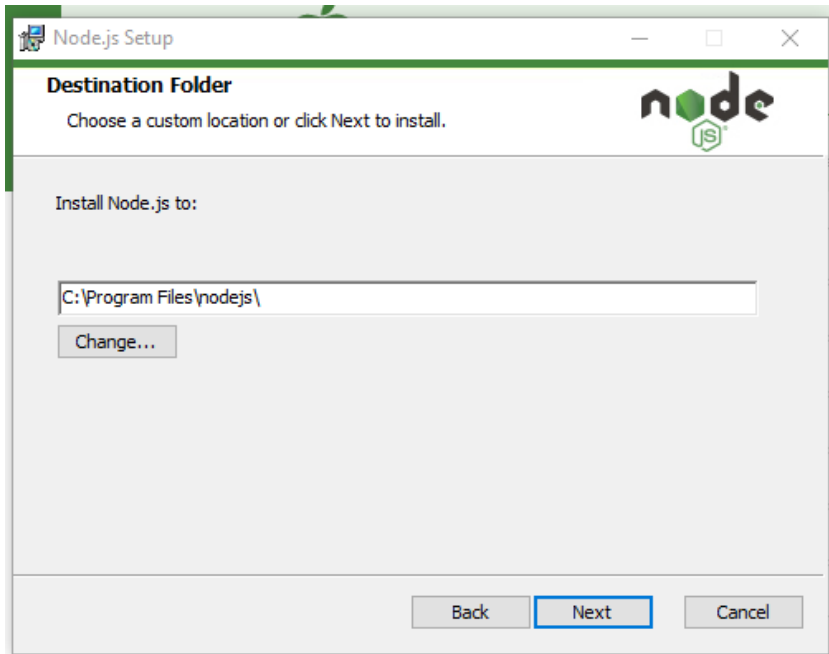 Node.js Setup
Destination Folder
Choose a custom location or click Next to install.
node
JS
Install Node.js to:
C:\Program Files\nodejs\
Change...
Back Next Cancel